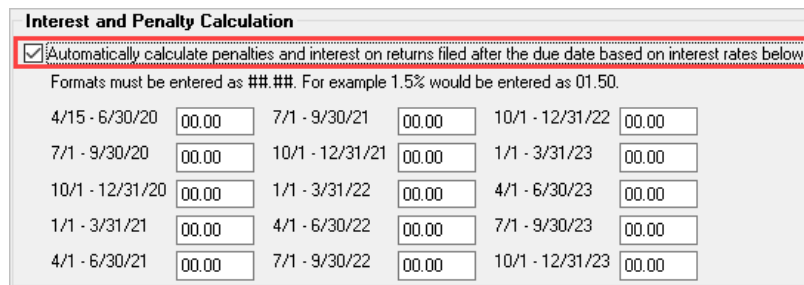 Interest and Penalty Calculation
Automatically calculate penalties and interest on returns filed after the due date based on interest rates below
Formats must be entered as ##.##. For example 1.5% would be entered as 01.50.
4/15 - 6/30/20 00.00 7/1 - 9/30/21 00.00 10/1 - 12/31/22 00.00
7/1 - 9/30/20 00.00 10/1 - 12/31/21 00.00 1/1 - 3/31/23 00.00
10/1 - 12/31/20 00.00 1/1 - 3/31/22 00.00 4/1 - 6/30/23 00.00
1/1 - 3/31/21 00.00 4/1 - 6/30/22 00.00 7/1 - 9/30/23 00.00
4/1 - 6/30/21 00.00 7/1 - 9/30/22 00.00 10/1 - 12/31/23 00.00